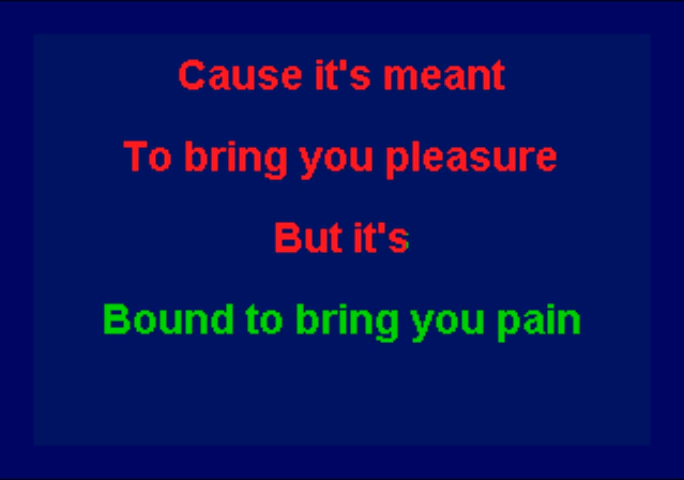 Cause it's meant
To bring you pleasure
But it's
Bound to bring you pain